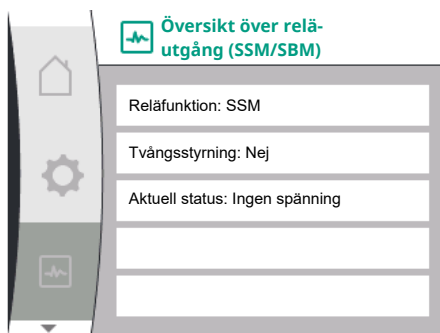 Översikt över relä-
utgång (SSM/SBM)
Reläfunktion: SSM
Tvångsstyrning: Nej
Aktuell status: Ingen spänning